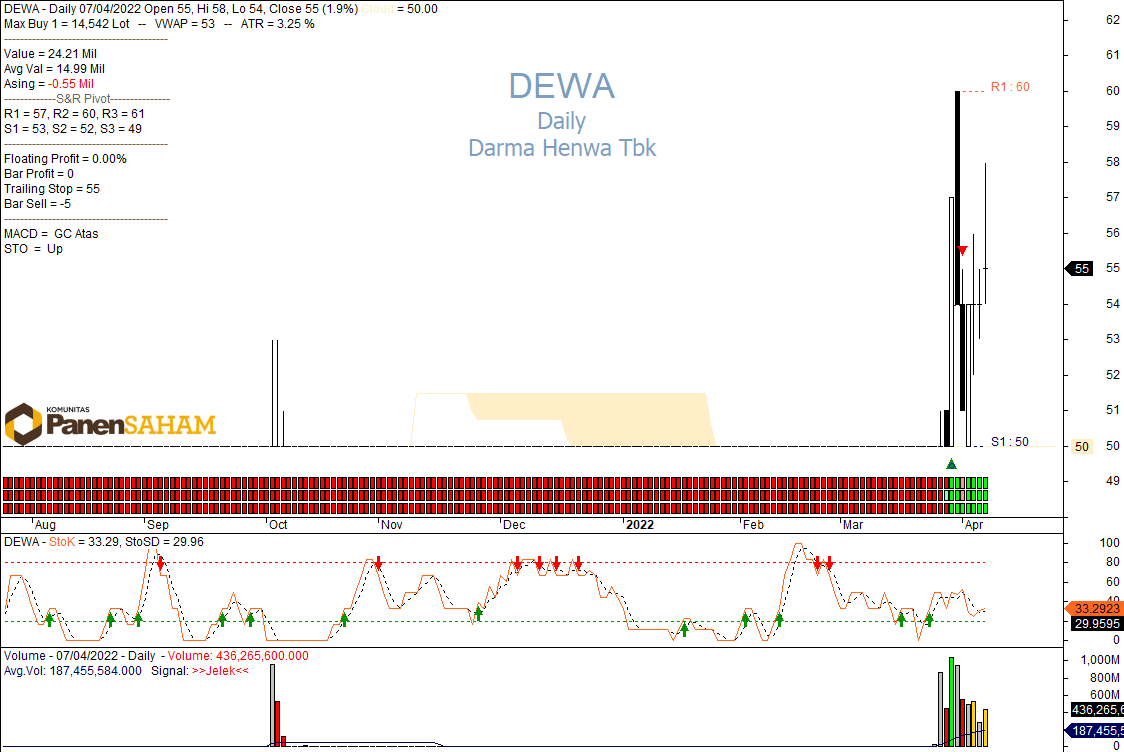 DEWA - Daily 07/04/2022 Open 55, Hi 58, Lo 54, Close 55 (1.9%) Cloud = 50.00
Max Buy 1 = 14,542 Lot -- VWAP = 53 -- ATR = 3.25 %
Value = 24.21 Mil
Avg Val = 14.99 Mil
Asing = -0.55 Mil
-------------S&R Pivot---------------
R1 = 57, R2 = 60, R3 = 61
S1 = 53, S2 = 52, S3 = 49
Floating Profit = 0.00%
Bar Profit = 0
Trailing Stop = 55
Bar Sell = -5
MACD = GC Atas
STO = Up
DEWA
Daily
Darma Henwa Tbk
R1 : 60
S1 : 50
KOMUNITAS
PanenSAHAM
62
61
60
59
58
57
56
55
55
54
53
52
51
50
50
49
Aug Sep Oct Nov Dec 2022 Feb Mar Apr
DEWA - StoK = 33.29, StoSD = 29.96
100
80
60
40
33.2923
29.9595
0
Volume - 07/04/2022 - Daily - Volume: 436,265,600.000
Avg.Vol: 187,455,584.000 Signal: >>Jelek<<
1,000M
800M
600M
436,265,6
187,455,5
0